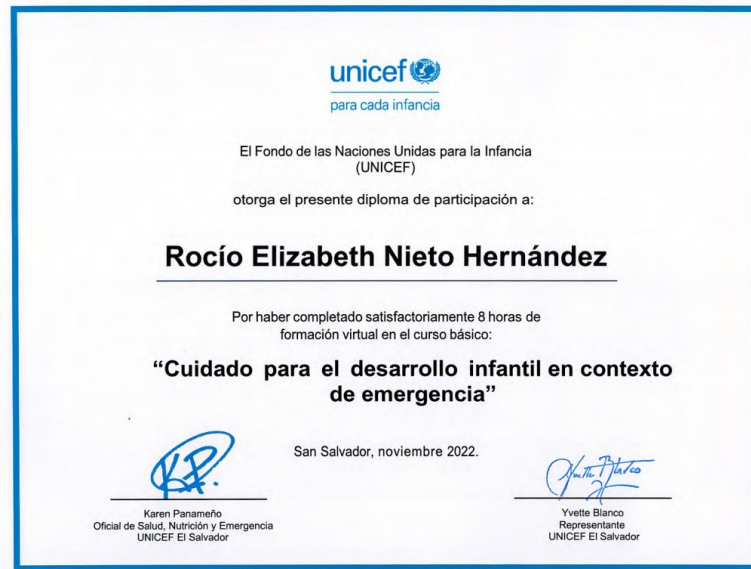 unicef
para cada infancia
El Fondo de las Naciones Unidas para la Infancia
(UNICEF)
otorga el presente diploma de participación a:
Rocío Elizabeth Nieto Hernández
Por haber completado satisfactoriamente 8 horas de
formación virtual en el curso básico:
“Cuidado para el desarrollo infantil en contexto
de emergencia”
San Salvador, noviembre 2022.
Karen Panameño
Oficial de Salud, Nutrición y Emergencia
UNICEF El Salvador
Yvette Blanco
Representante
UNICEF El Salvador